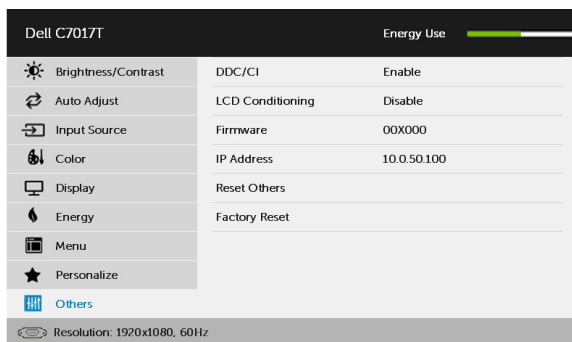 Dell C7017T Energy Use
Brightness/Contrast DDC/CI Enable
Auto Adjust LCD Conditioning Disable
Input Source Firmware 00X000
Color IP Address 10.0.50.100
Display Reset Others
Energy Factory Reset
Menu
Personalize
Others
Resolution: 1920x1080, 60Hz